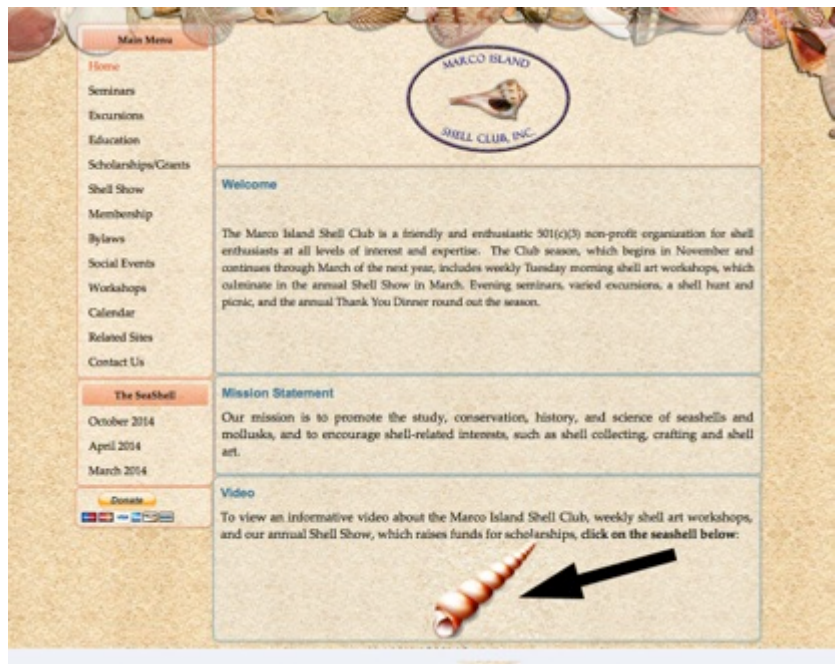 Main Menu
Home
Seminars
Excursions
Education
Scholarships/Grants
Shell Show
Membership
Bylaws
Social Events
Workshops
Calendar
Related Sites
Contact Us
The SeaShell
October 2014
April 2014
March 2014
Donate
MARCO ISLAND
SHELL CLUB, INC.
Welcome
The Marco Island Shell Club is a friendly and enthusiastic 501(c)(3) non-profit organization for shell
enthusiasts at all levels of interest and expertise. The Club season, which begins in November and
continues through March of the next year, includes weekly Tuesday morning shell art workshops, which
culminate in the annual Shell Show in March. Evening seminars, varied excursions, a shell hunt and
picnic, and the annual Thank You Dinner round out the season.
Mission Statement
Our mission is to promote the study, conservation, history, and science of seashells and
mollusks, and to encourage shell-related interests, such as shell collecting, crafting and shell
art.
Video
To view an informative video about the Marco Island Shell Club, weekly shell art workshops,
and our annual Shell Show, which raises funds for scholarships, click on the seashell below: